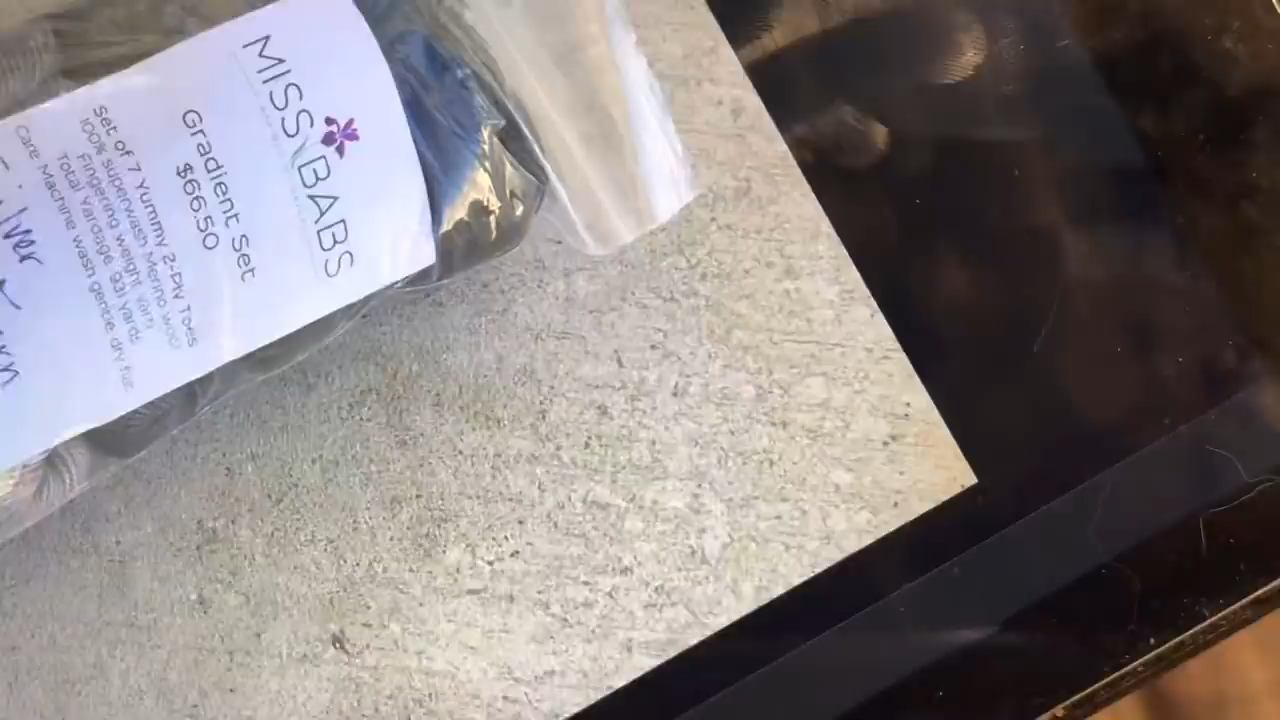 MISS BABS
Gradient Set
$66.50
Set of 7 Yummy 2-Ply Toes
100% Superwash Merino Wool
Fingering weight yarn
Total Yardage 931 yards
Care Machine wash gentle, dry flat